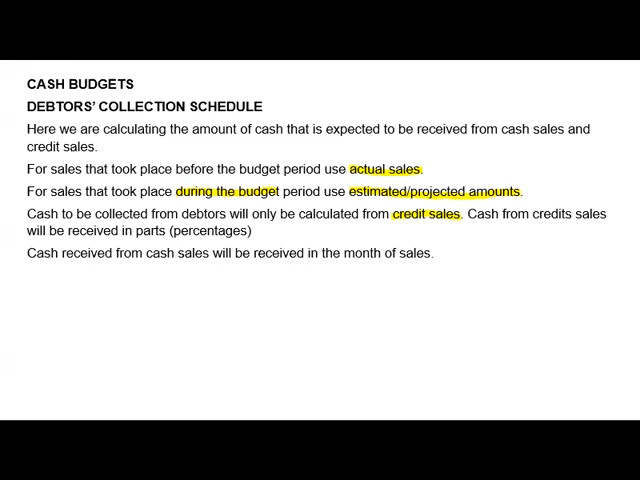 CASH BUDGETS
DEBTORS’ COLLECTION SCHEDULE
Here we are calculating the amount of cash that is expected to be received from cash sales and
credit sales.
For sales that took place before the budget period use actual sales.
For sales that took place during the budget period use estimated/projected amounts.
Cash to be collected from debtors will only be calculated from credit sales. Cash from credits sales
will be received in parts (percentages)
Cash received from cash sales will be received in the month of sales.